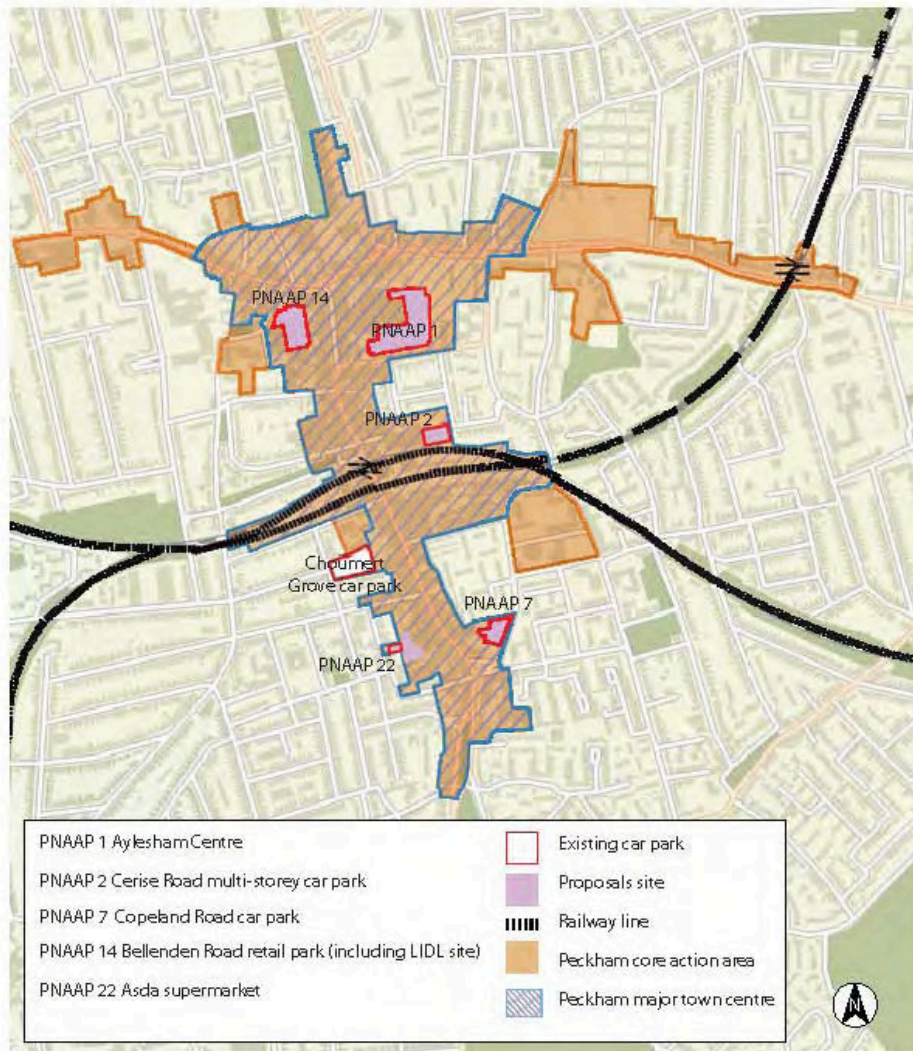 PNAAP 14
PNAAP 1
PNAAP 2
Choumert
Grove car park
PNAAP 7
PNAAP 22
PNAAP 1 Aylesham Centre
PNAAP 2 Cerise Road multi-storey car park
PNAAP 7 Copeland Road car park
PNAAP 14 Bellenden Road retail park (including LIDL site)
PNAAP 22 Asda supermarket
Existing car park
Proposals site
Railway line
Peckham core action area
Peckham major town centre
N